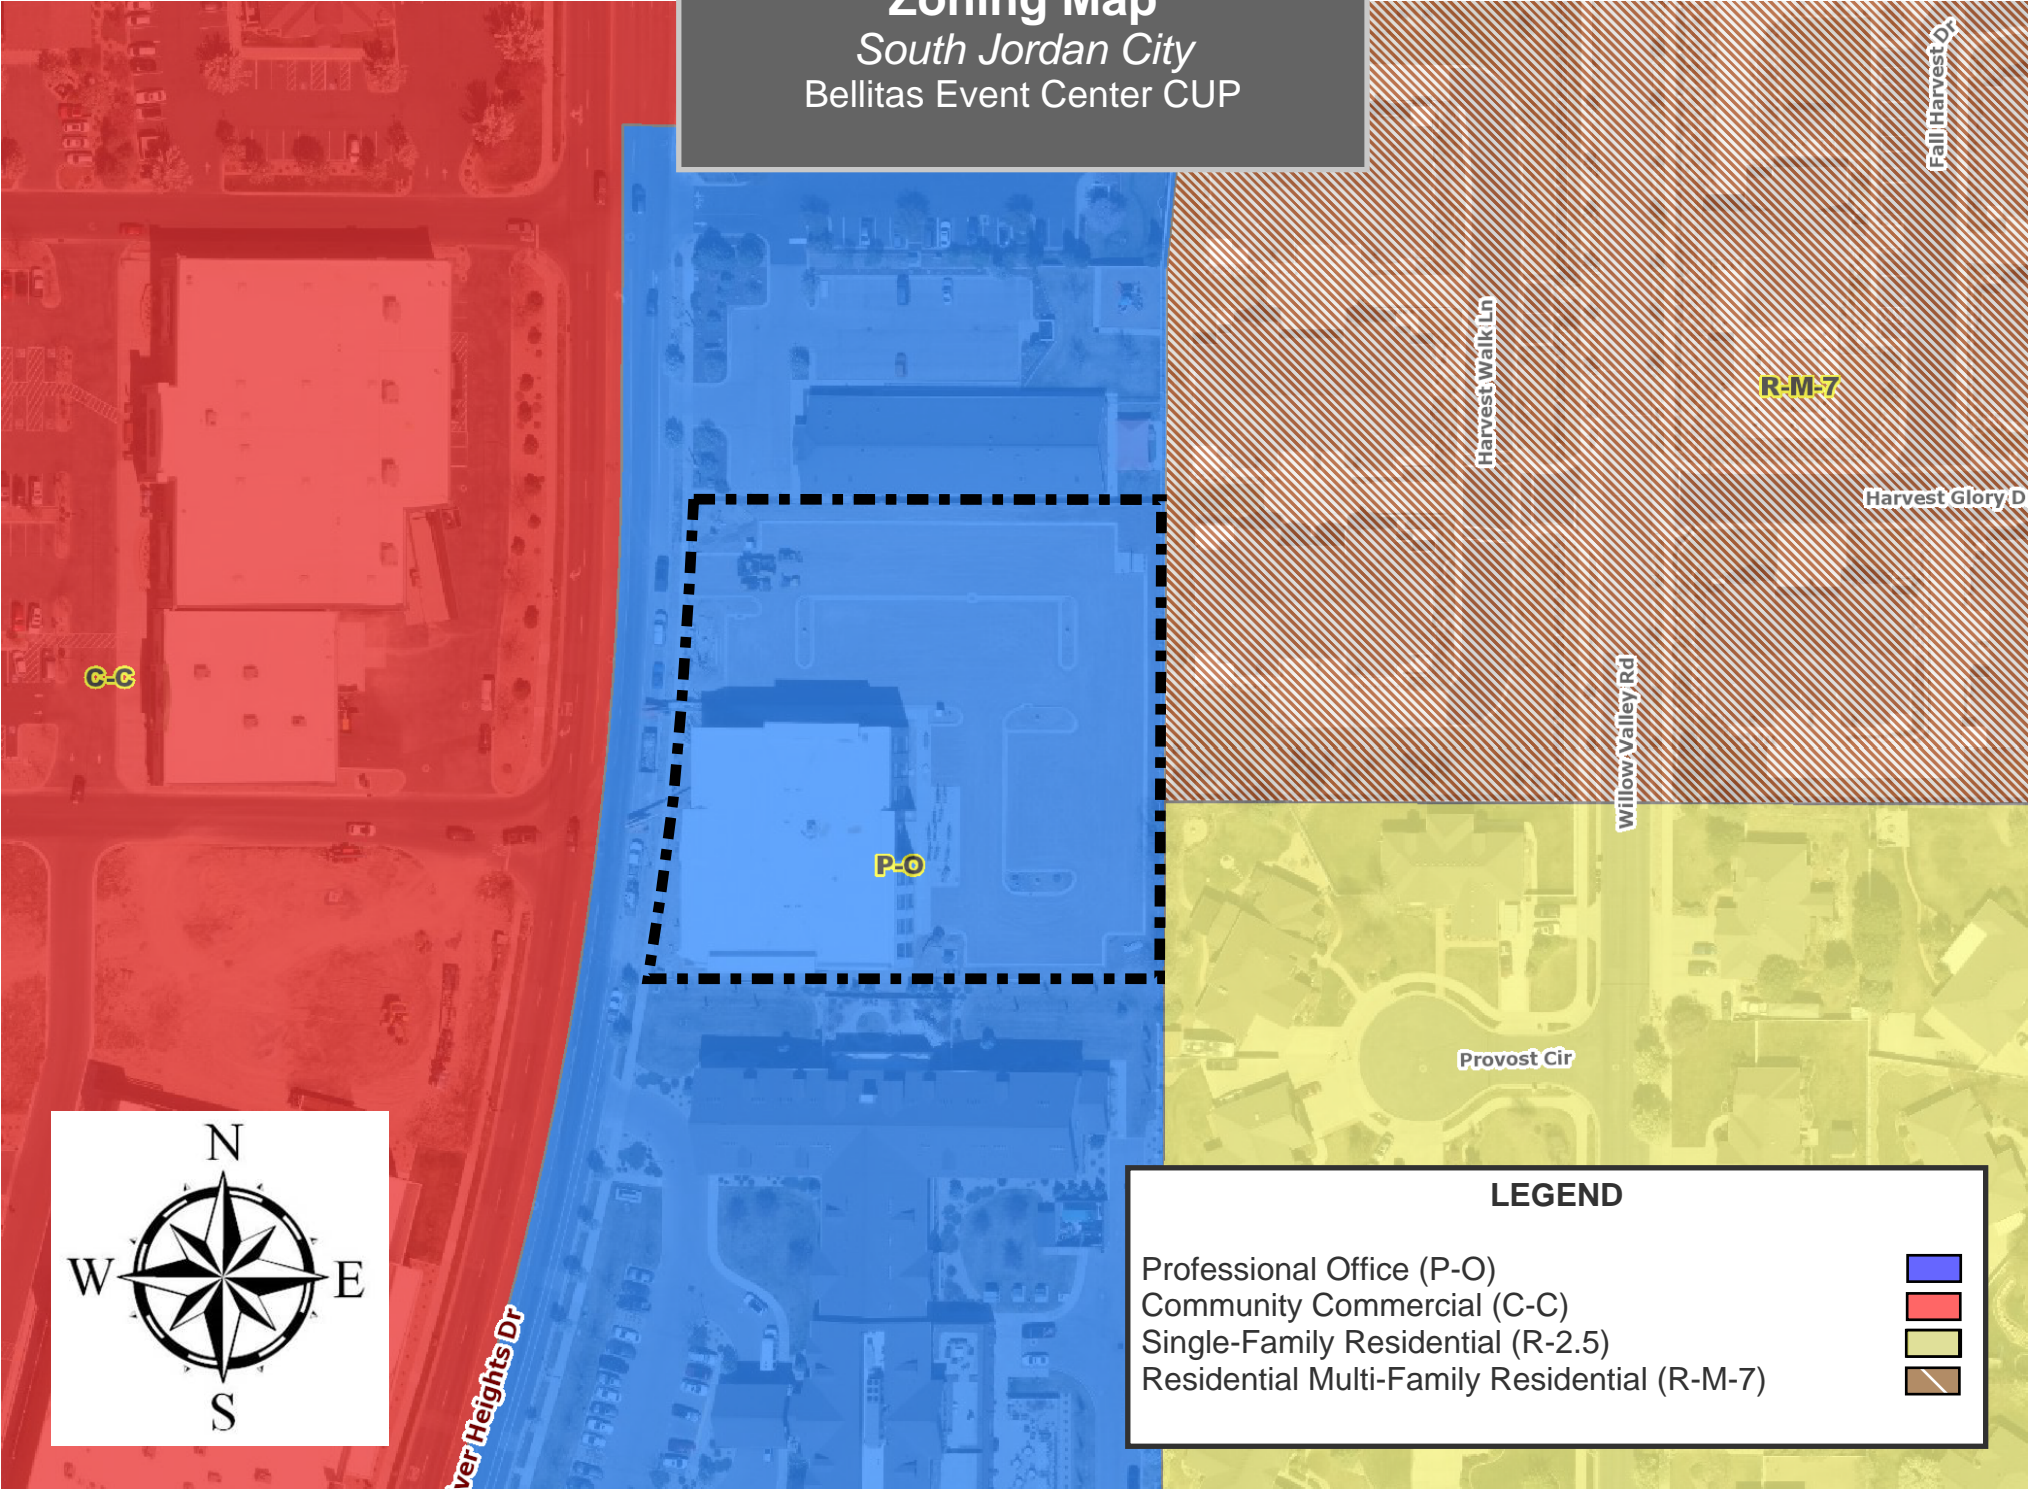 Zoning Map
South Jordan City
Bellitas Event Center CUP
Fall Harvest Dr
Harvest Walk Ln
R-M-7
Harvest Glory D
C-C
Willow Valley Rd
P-O
Provost Cir
N
W
E
S
ver Heights Dr
LEGEND
Professional Office (P-O)
Community Commercial (C-C)
Single-Family Residential (R-2.5)
Residential Multi-Family Residential (R-M-7)